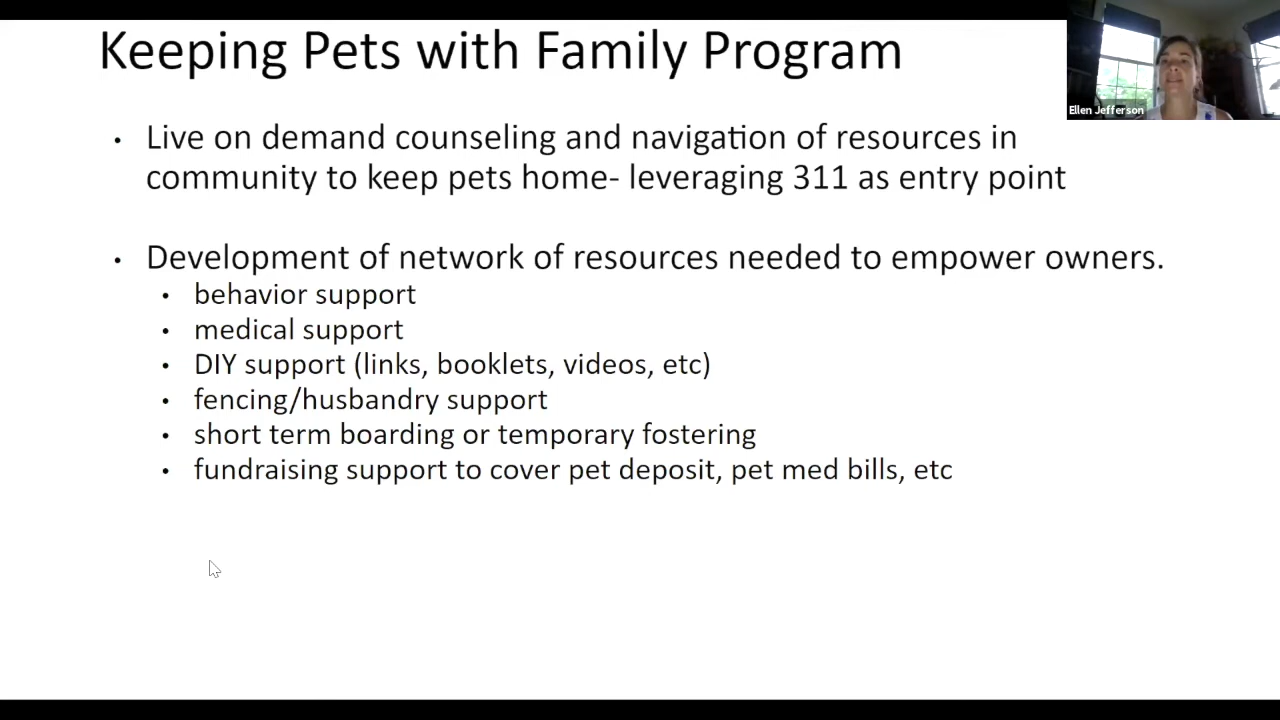 Keeping Pets with Family Program
Ellen Jefferson
• Live on demand counseling and navigation of resources in
community to keep pets home- leveraging 311 as entry point
• Development of network of resources needed to empower owners.
• behavior support
• medical support
• DIY support (links, booklets, videos, etc)
• fencing/husbandry support
• short term boarding or temporary fostering
• fundraising support to cover pet deposit, pet med bills, etc